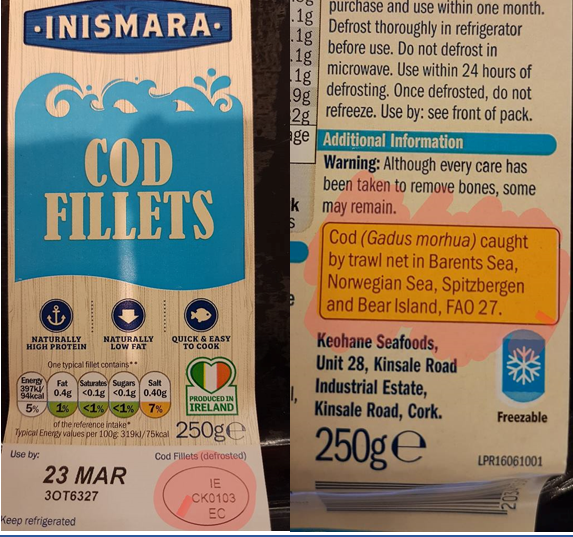 ·INISMARA·
COD
FILLETS
NATURALLY
HIGH PROTEIN
NATURALLY
LOW FAT
QUICK & EASY
TO COOK
One typical fillet contains**
Energy
397kJ/
94kcal
5%
Fat
0.4g
1%
Saturates
<0.1g
<1%
Sugars
<0.1g
<1%
Salt
0.40g
7%
of the reference intake*
Typical Energy values per 100g: 319kJ/75kcal
PRODUCED IN
IRELAND
250g℮
Use by:
23 MAR
3OT6327
Keep refrigerated
Cod Fillets (defrosted)
IE
CK0103
EC
.1g
.1g
.1g
.9g
2g
age
k
purchase and use within one month.
Defrost thoroughly in refrigerator
before use. Do not defrost in
microwave. Use within 24 hours of
defrosting. Once defrosted, do not
refreeze. Use by: see front of pack.
Additional Information
Warning: Although every care has
been taken to remove bones, some
may remain.
Cod (Gadus morhua) caught
by trawl net in Barents Sea,
Norwegian Sea, Spitzbergen
and Bear Island, FAO 27.
Keohane Seafoods,
Unit 28, Kinsale Road
Industrial Estate,
Kinsale Road, Cork.
Freezable
250g℮
LPR16061001